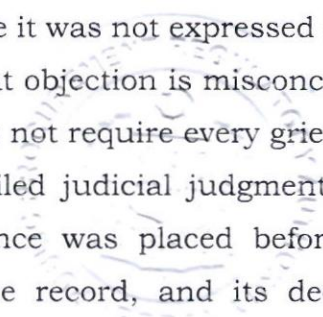 e it was not expressed
t objection is misconc
not require every grie
lled judicial judgment
nce was placed befor
e record, and its de